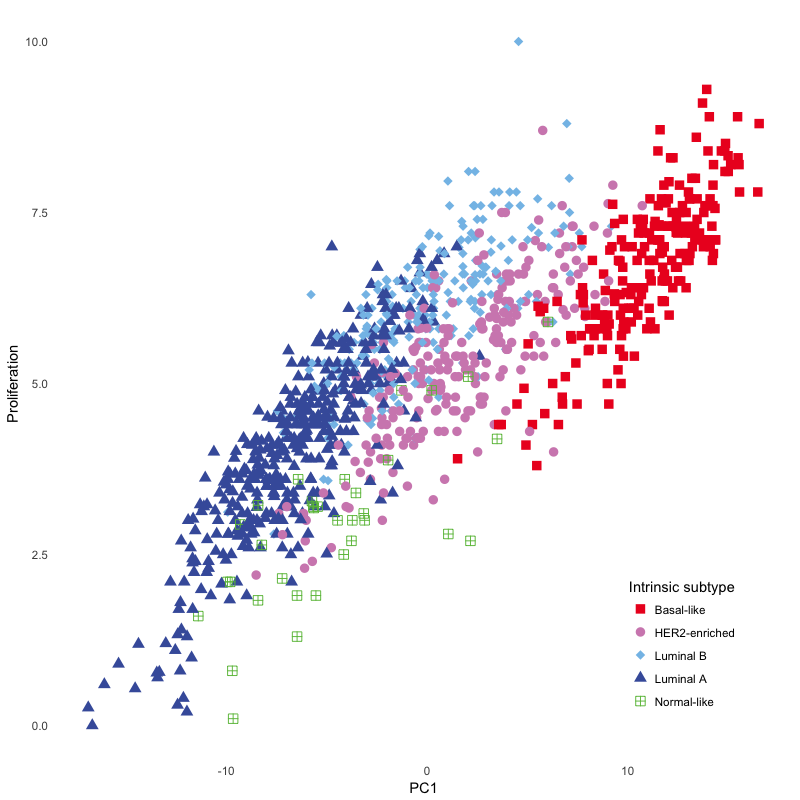 10.0
7.5
5.0
2.5
0.0
Proliferation
-10
0
10
PC1
Intrinsic subtype
Basal-like
HER2-enriched
Luminal B
Luminal A
Normal-like